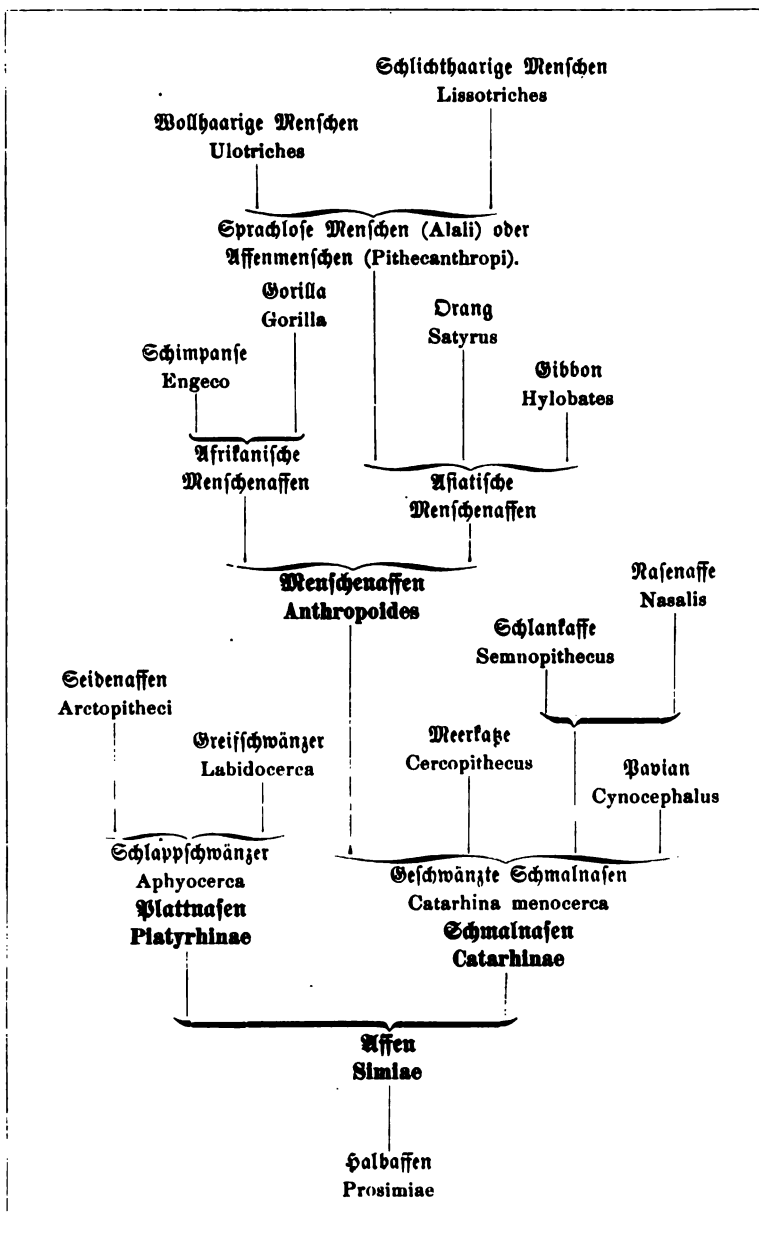 Schlichthaarige Menschen
Lissotriches
Wollhaarige Menschen
Ulotriches
Sprachlose Menschen (Alali) oder
Affenmenschen (Pithecanthropi).
Gorilla
Gorilla
Orang
Satyrus
Schimpanse
Engeco
Gibbon
Hylobates
Afrikanische
Menschenaffen
Asiatische
Menschenaffen
Menschenaffen
Anthropoides
Nasenaffe
Nasalis
Schlankaffe
Semnopithecus
Seidenaffen
Arctopitheci
Greifschwänzer
Labidocerca
Meerkatze
Cercopithecus
Pavian
Cynocephalus
Schlappschwänzer
Aphyocerca
Plattnasen
Platyrhinae
Geschwänzte Schmalnasen
Catarhina menocerca
Schmalnasen
Catarhinae
Affen
Simiae
Halbaffen
Prosimiae